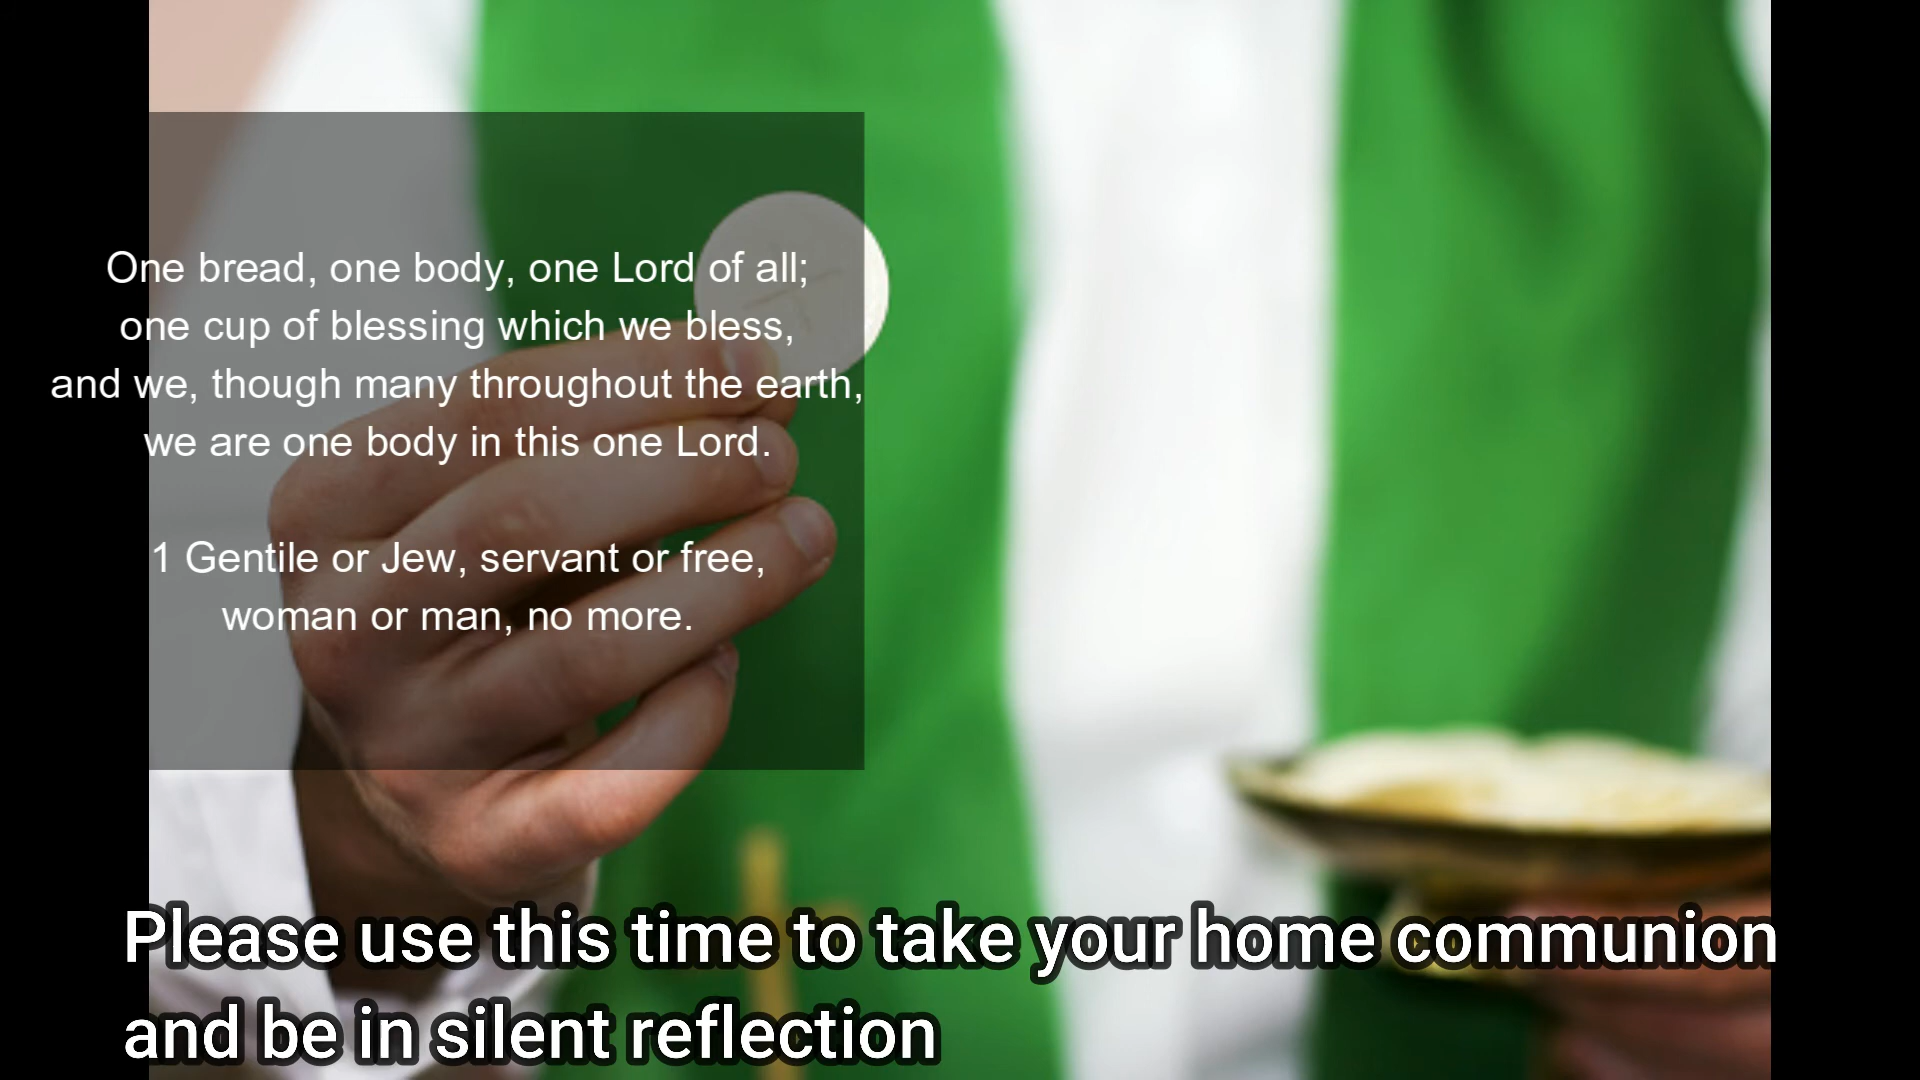 One bread, one body, one Lord of all;
one cup of blessing which we bless,
and we, though many throughout the earth,
we are one body in this one Lord.
1 Gentile or Jew, servant or free,
woman or man, no more.
Please use this time to take your home communion
and be in silent reflection